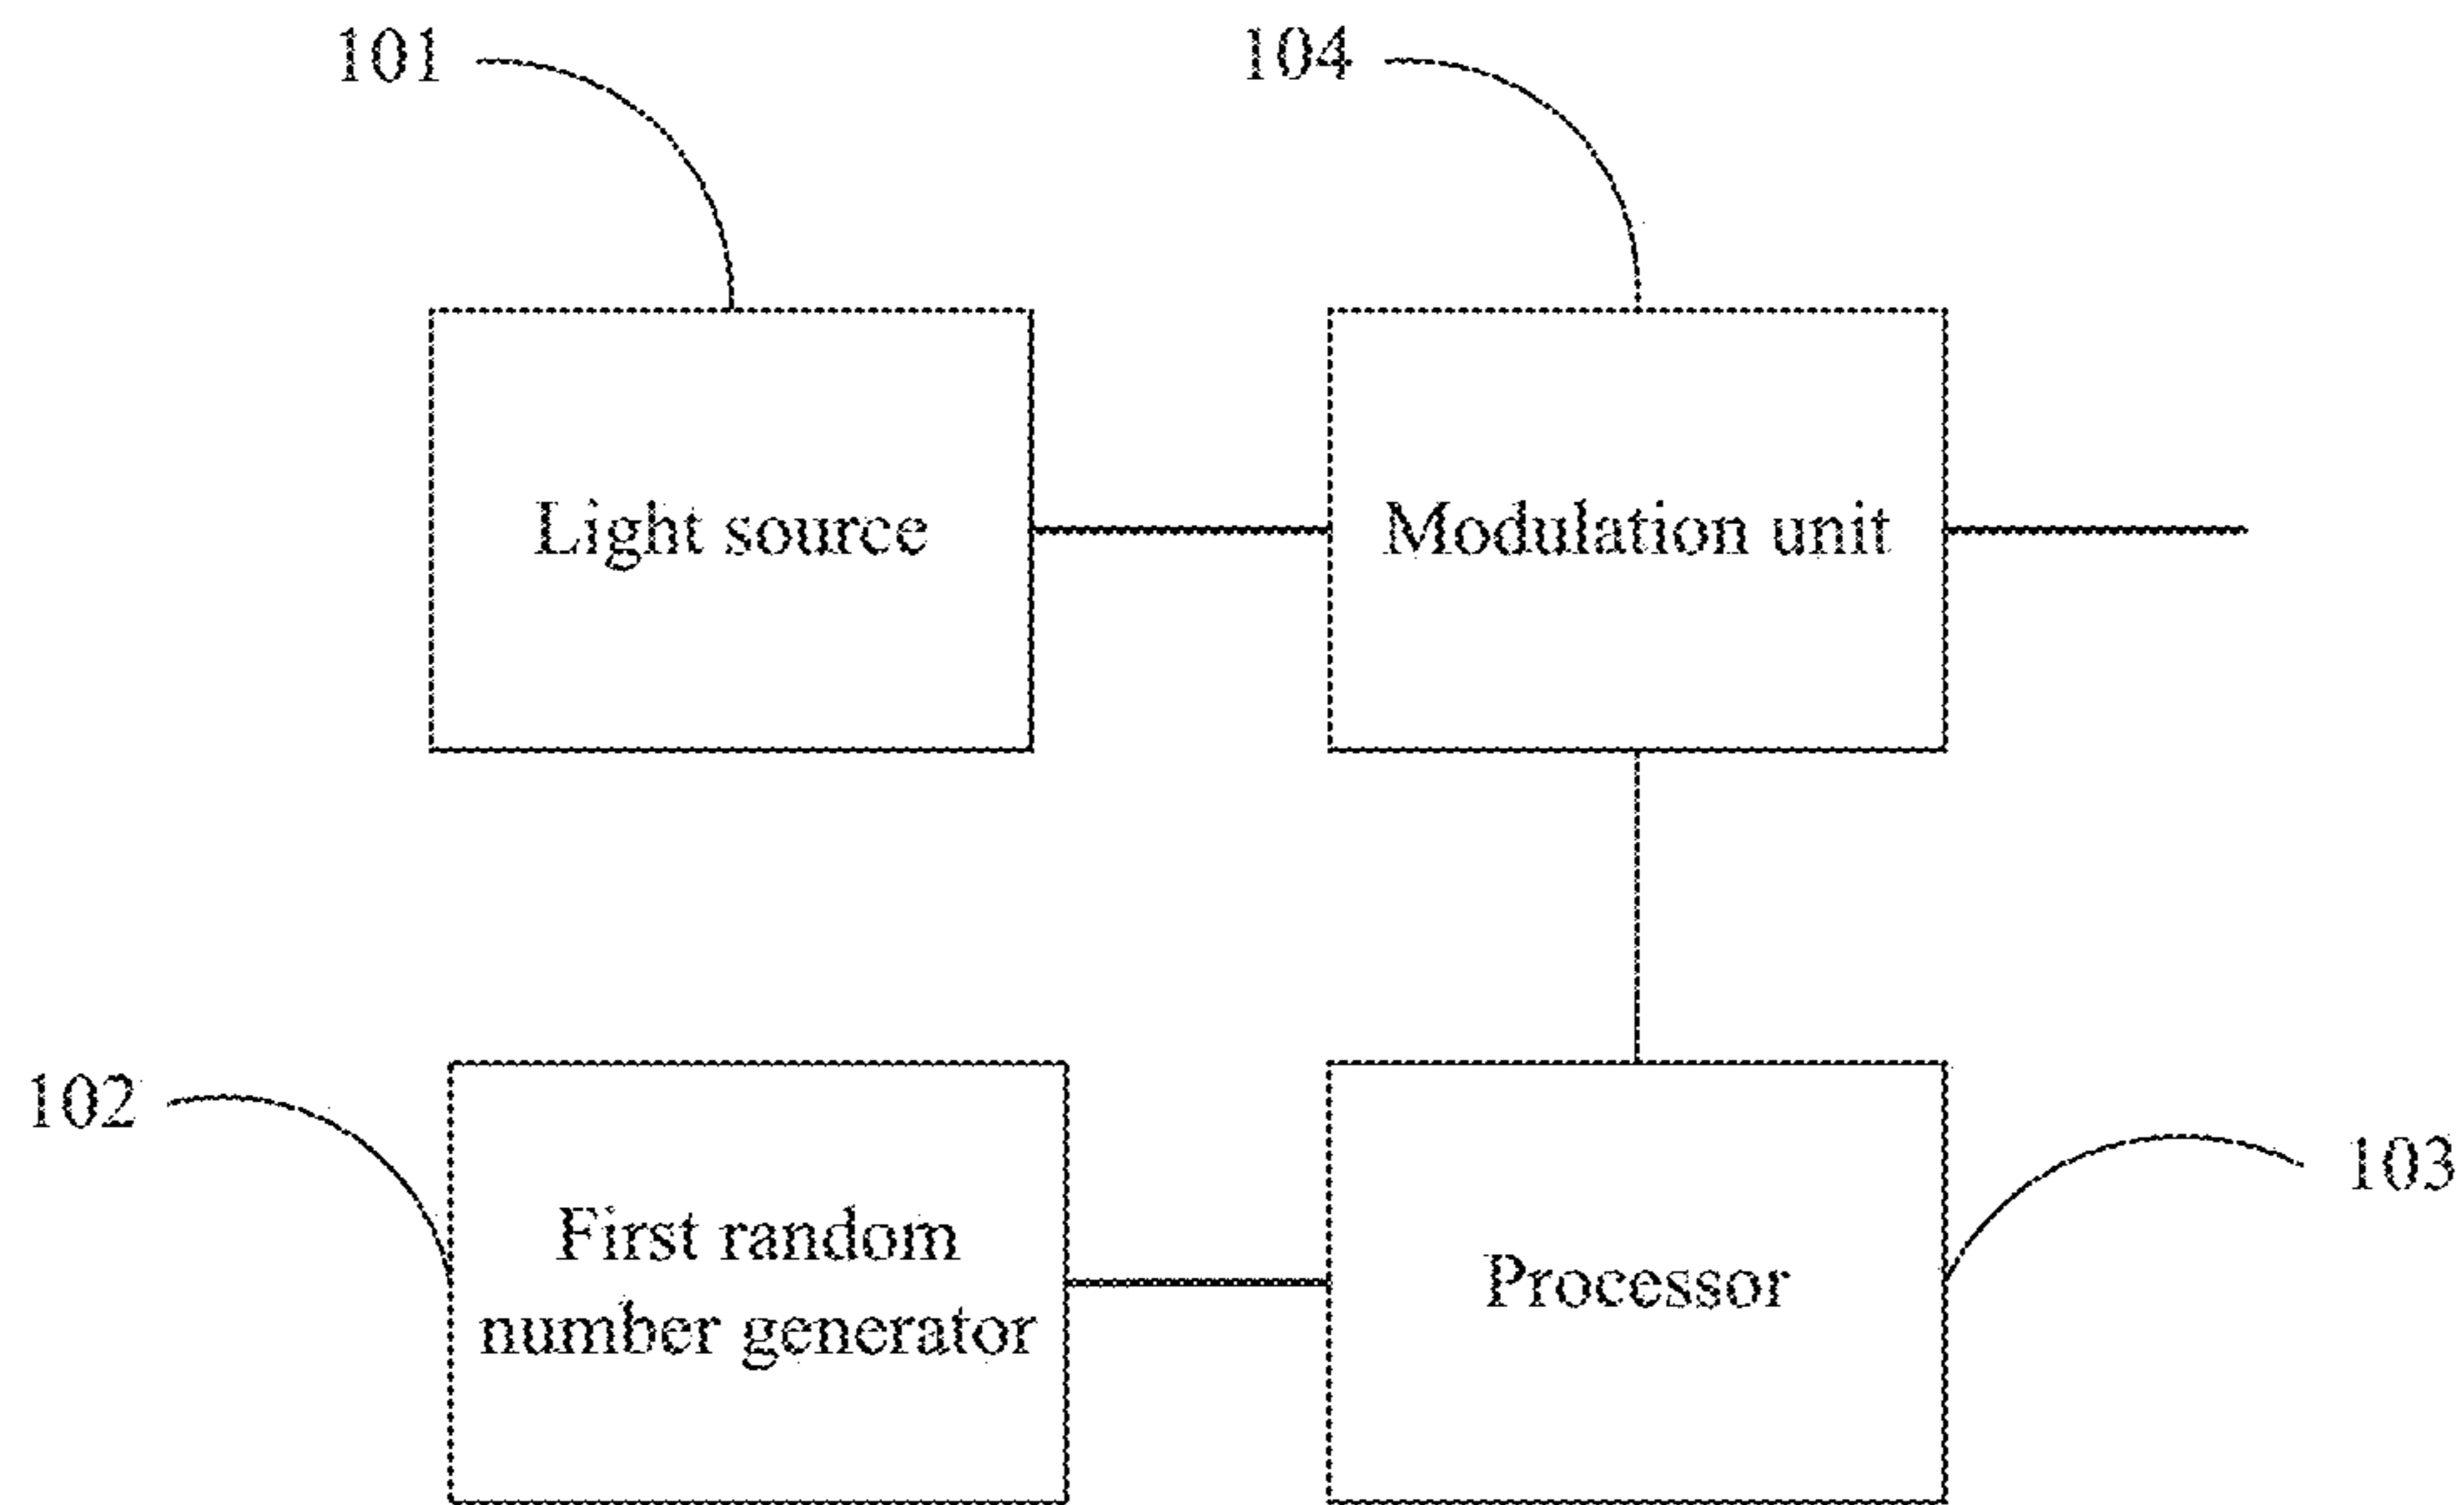 101
104
Light source
Modulation unit
102
103
First random
number generator
Processor